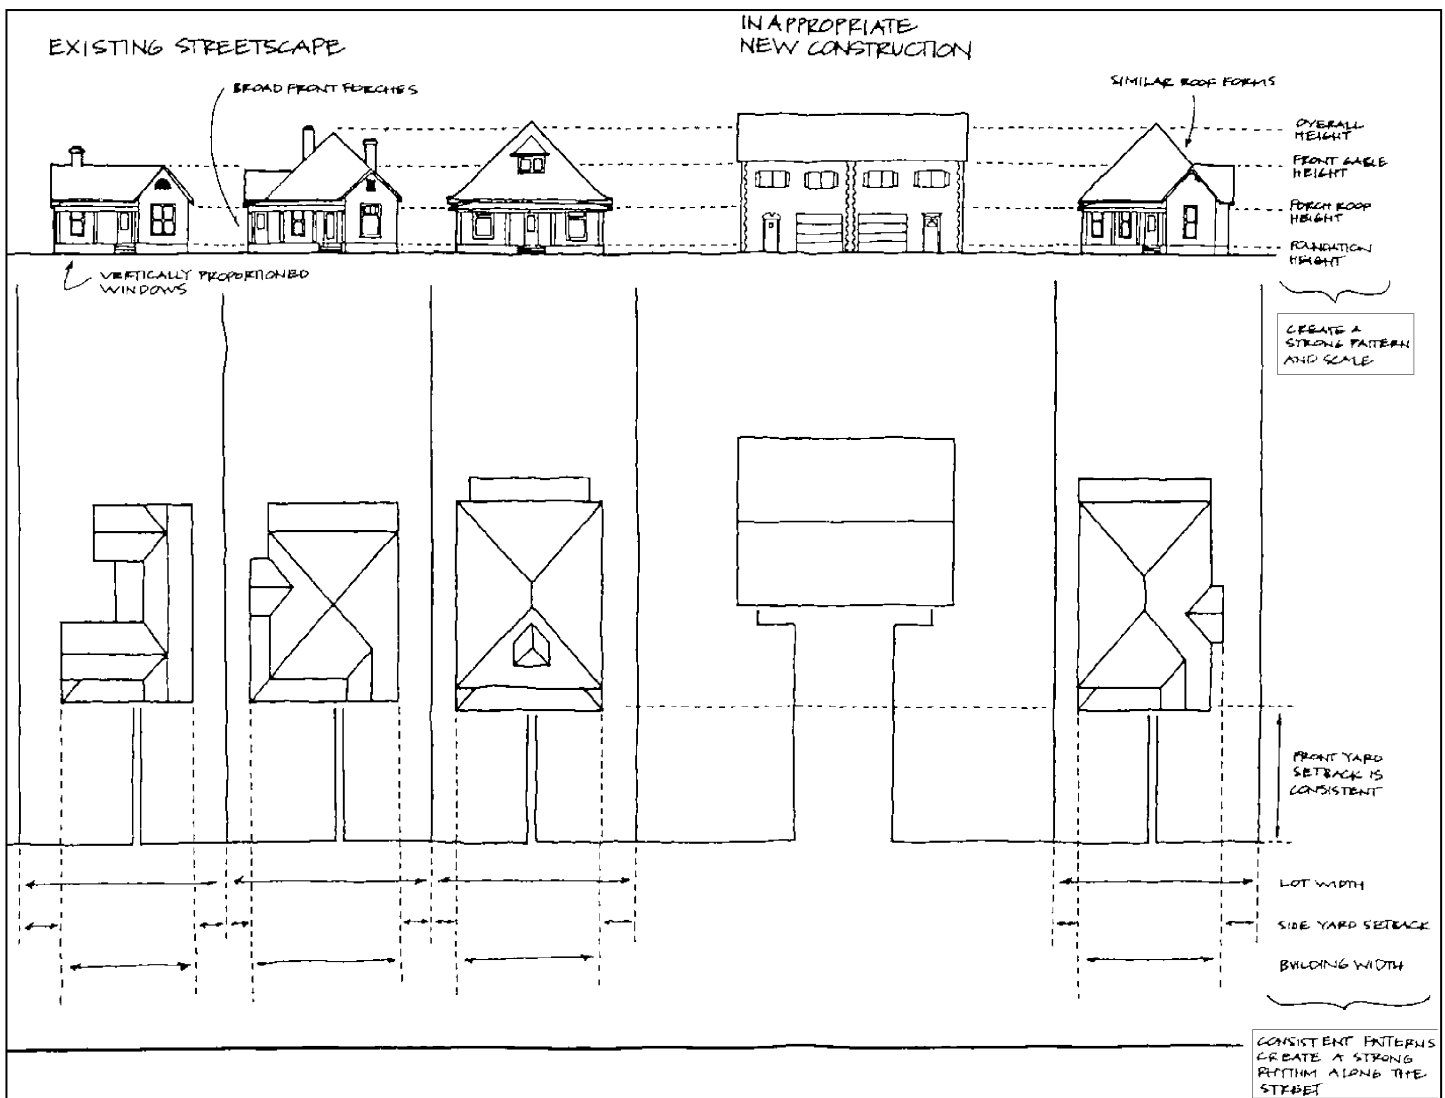 EXISTING STREETSCAPE
INAPPROPRIATE
NEW CONSTRUCTION
BROAD FRONT PORCHES
SIMILAR ROOF FORMS
OVERALL
HEIGHT
FRONT GABLE
HEIGHT
PORCH ROOF
HEIGHT
FOUNDATION
HEIGHT
VERTICALLY PROPORTIONED
WINDOWS
CREATE A
STRONG PATTERN
AND SCALE
FRONT YARD
SETBACK IS
CONSISTENT
LOT WIDTH
SIDE YARD SETBACK
BUILDING WIDTH
CONSISTENT PATTERNS
CREATE A STRONG
RHYTHM ALONG THE
STREET